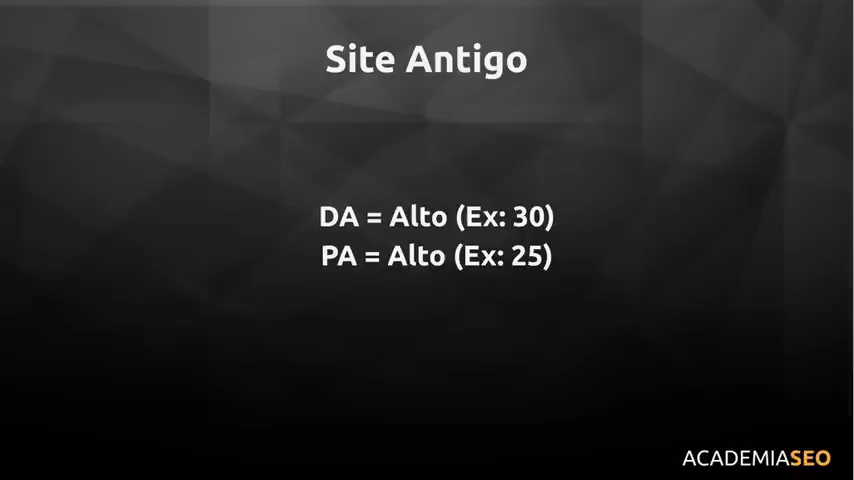 Site Antigo
DA = Alto (Ex: 30)
PA = Alto (Ex: 25)
ACADEMIASEO